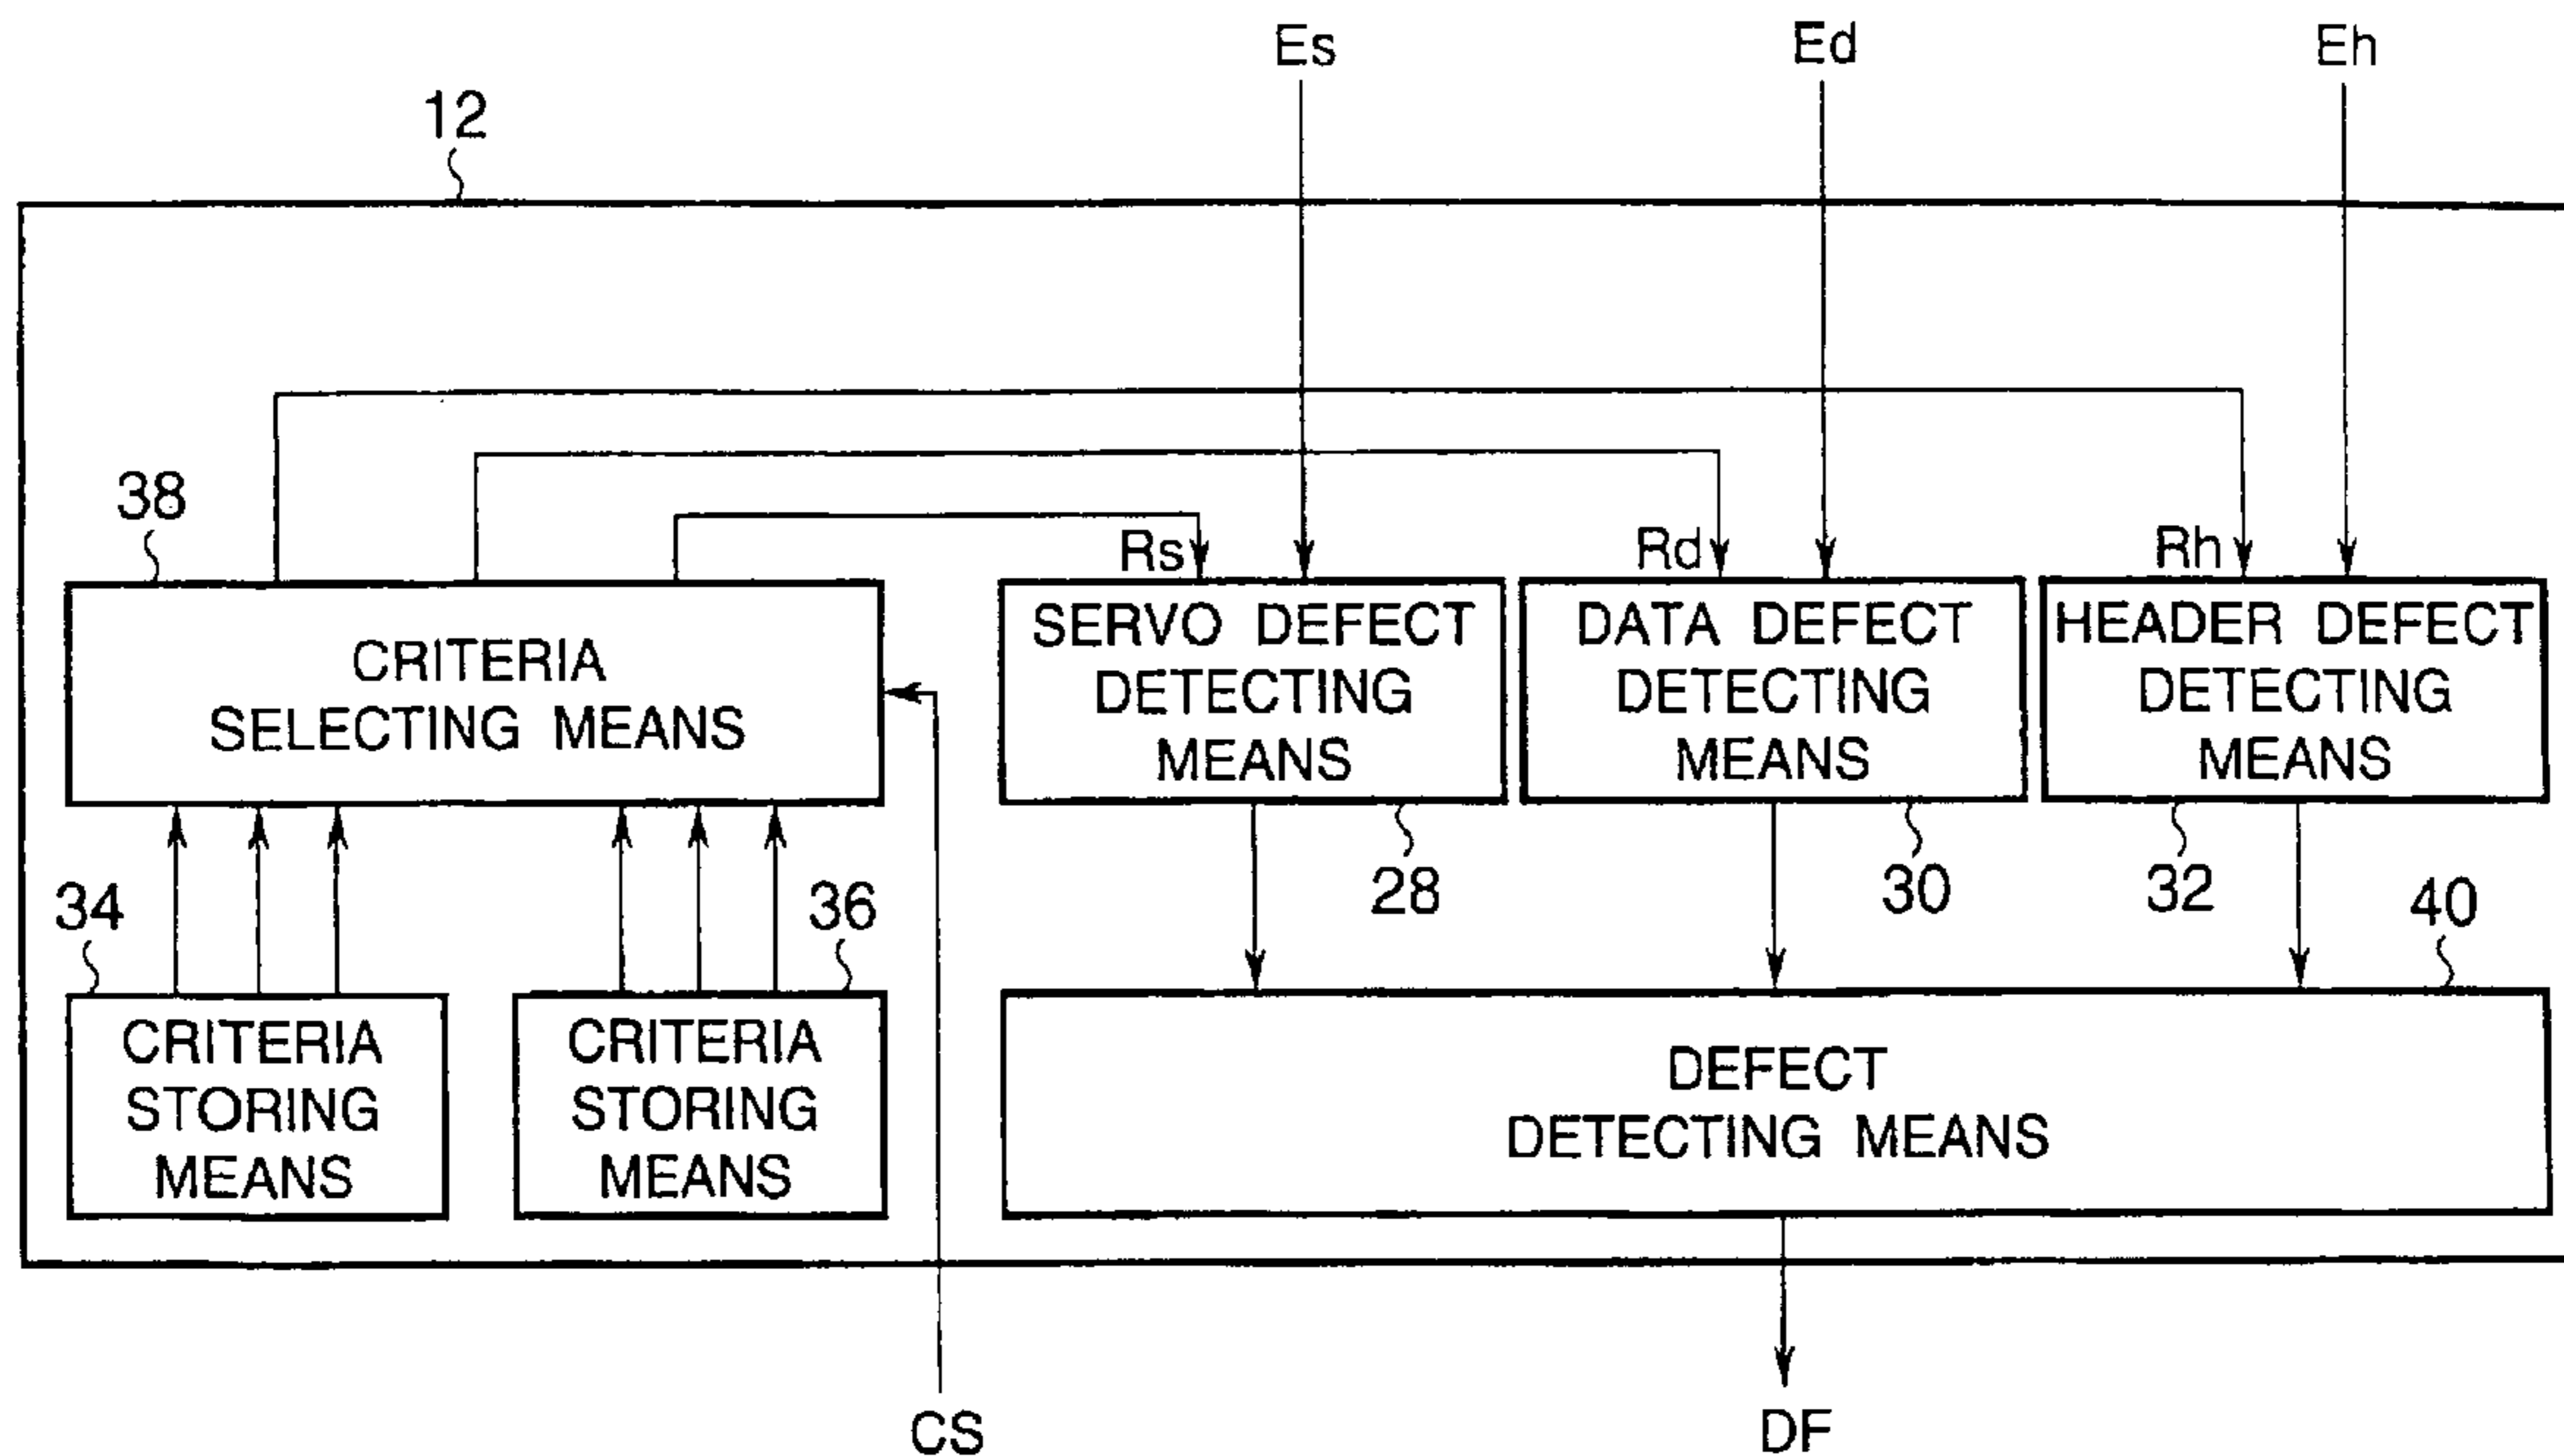 Es
Ed
Eh
12
38
Rs
Rd
Rh
CRITERIA
SELECTING MEANS
SERVO DEFECT
DETECTING
MEANS
DATA DEFECT
DETECTING
MEANS
HEADER DEFECT
DETECTING
MEANS
28
30
32
34
36
40
CRITERIA
STORING
MEANS
CRITERIA
STORING
MEANS
DEFECT
DETECTING MEANS
CS
DF